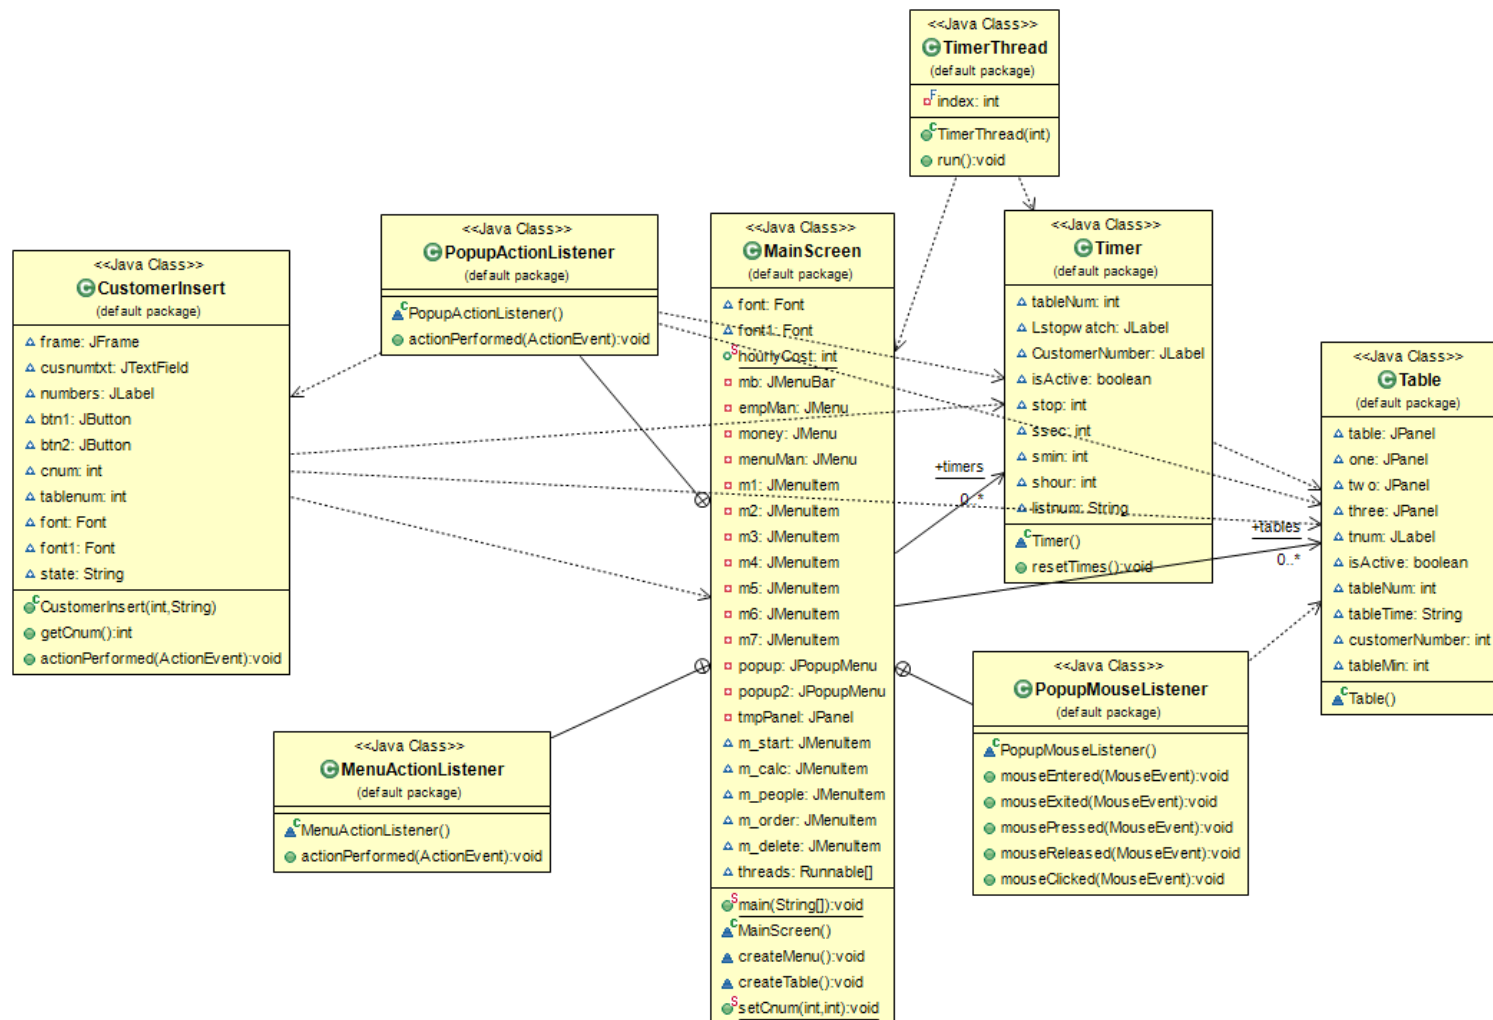 <<Java Class>>
TimerThread
(default package)
index: int
TimerThread(int)
run():void
<<Java Class>>
CustomerInsert
(default package)
frame: JFrame
cusnumtxt: JTextField
numbers: JLabel
btn1: JButton
btn2: JButton
cnum: int
tablenum: int
font: Font
font1: Font
state: String
CustomerInsert(int,String)
getCnum():int
actionPerformed(ActionEvent):void
<<Java Class>>
PopupActionListener
(default package)
PopupActionListener()
actionPerformed(ActionEvent):void
<<Java Class>>
MenuActionListener
(default package)
MenuActionListener()
actionPerformed(ActionEvent):void
<<Java Class>>
MainScreen
(default package)
font: Font
font1: Font
hourlyCost: int
mb: JMenuBar
empMan: JMenu
money: JMenu
menuMan: JMenu
m1: JMenuItem
m2: JMenuItem
m3: JMenuItem
m4: JMenuItem
m5: JMenuItem
m6: JMenuItem
m7: JMenuItem
popup: JPopupMenu
popup2: JPopupMenu
tmpPanel: JPanel
m_start: JMenuItem
m_calc: JMenuItem
m_people: JMenuItem
m_order: JMenuItem
m_delete: JMenuItem
threads: Runnable[]
main(String[]):void
MainScreen()
createMenu():void
createTable():void
setCnum(int,int):void
+timers
0..*
<<Java Class>>
Timer
(default package)
tableNum: int
Lstopwatch: JLabel
CustomerNumber: JLabel
isActive: boolean
stop: int
ssec: int
smin: int
shour: int
listnum: String
Timer()
resetTimes():void
+tables
0..*
<<Java Class>>
PopupMouseListener
(default package)
PopupMouseListener()
mouseEntered(MouseEvent):void
mouseExited(MouseEvent):void
mousePressed(MouseEvent):void
mouseReleased(MouseEvent):void
mouseClicked(MouseEvent):void
<<Java Class>>
Table
(default package)
table: JPanel
one: JPanel
two: JPanel
three: JPanel
tnum: JLabel
isActive: boolean
tableNum: int
tableTime: String
customerNumber: int
tableMin: int
Table()